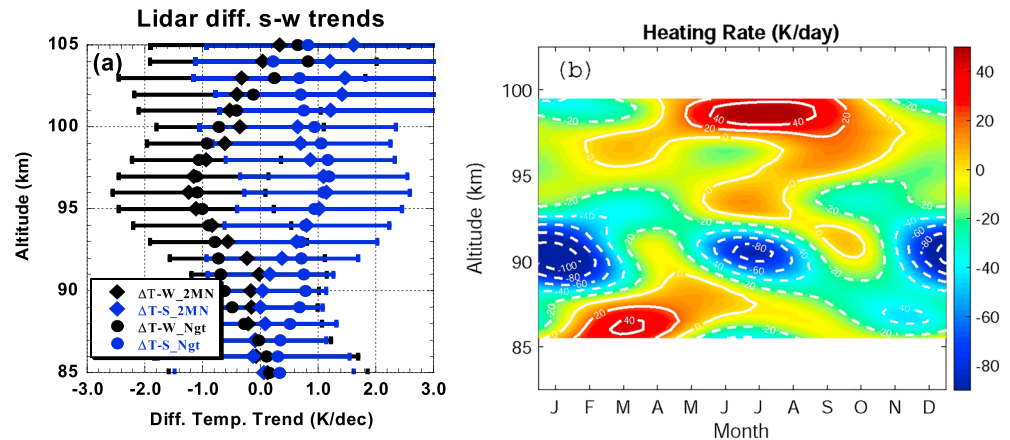 Lidar diff. s-w trends
(a)
Altitude (km)
105
100
95
90
85
ΔT-W_2MN
ΔT-S_2MN
ΔT-W_Ngt
ΔT-S_Ngt
-3.0 -2.0 -1.0 0.0 1.0 2.0 3.0
Diff. Temp. Trend (K/dec)
Heating Rate (K/day)
(b)
Altitude (km)
100
95
90
85
J F M A M J J A S O N D
Month
40
20
0
-20
-40
-60
-80